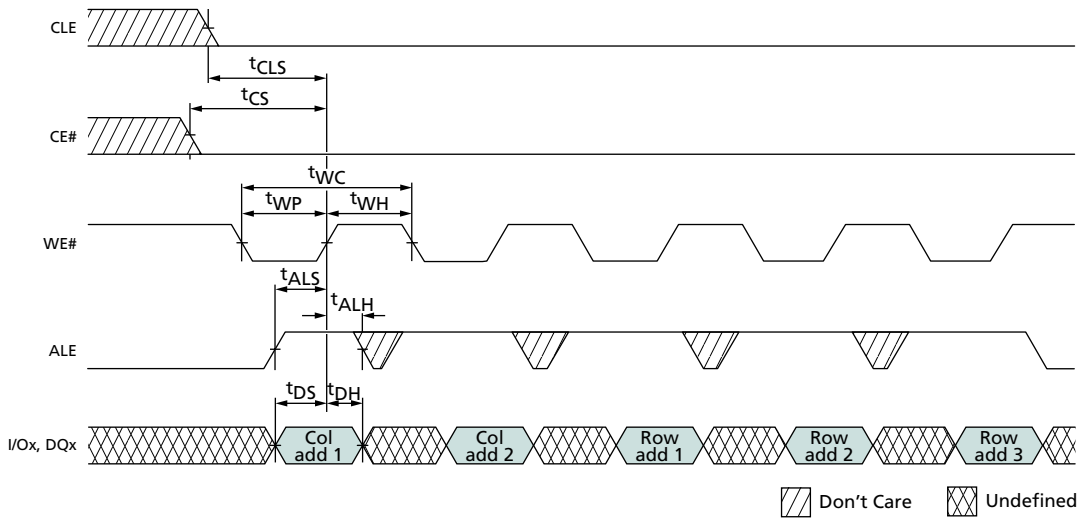 CLE
tCLS
tCS
CE#
tWC
tWP
tWH
WE#
tALS
tALH
ALE
tDS
tDH
I/Ox, DQx
Col
add 1
Col
add 2
Row
add 1
Row
add 2
Row
add 3
Don't Care
Undefined